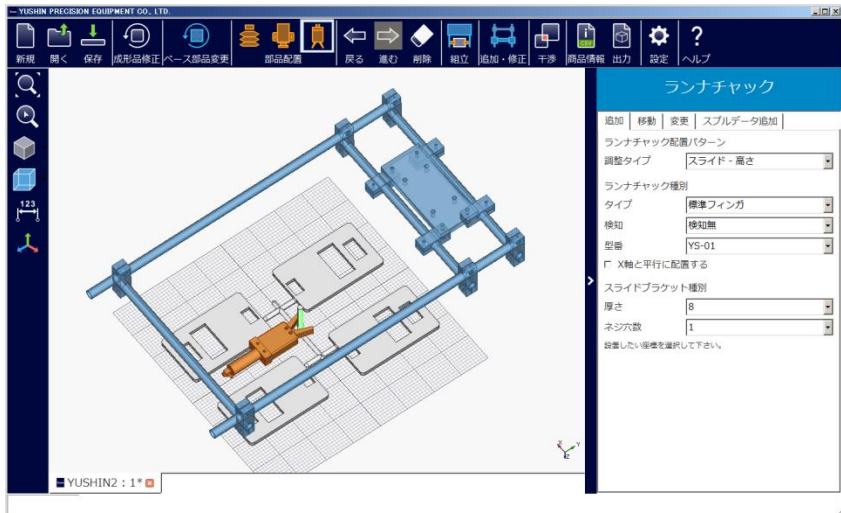 YUSHIN PRECISION EQUIPMENT CO., LTD.
新規 開く 保存 成形品修正 ベース部品変更 部品配置 戻る 進む 削除 組立 追加・修正 干渉 商品情報 出力 設定 ヘルプ
CSV
?
123
ランナチャック
追加 移動 変更 スプルデータ追加
ランナチャック配置パターン
調整タイプ スライド - 高さ
ランナチャック種別
タイプ 標準フィンガ
検知 検知無
型番 YS-01
X軸と平行に配置する
スライドブラケット種別
厚さ 8
ネジ穴数 1
設置したい座標を選択して下さい。
X Y Z
YUSHIN2 : 1*